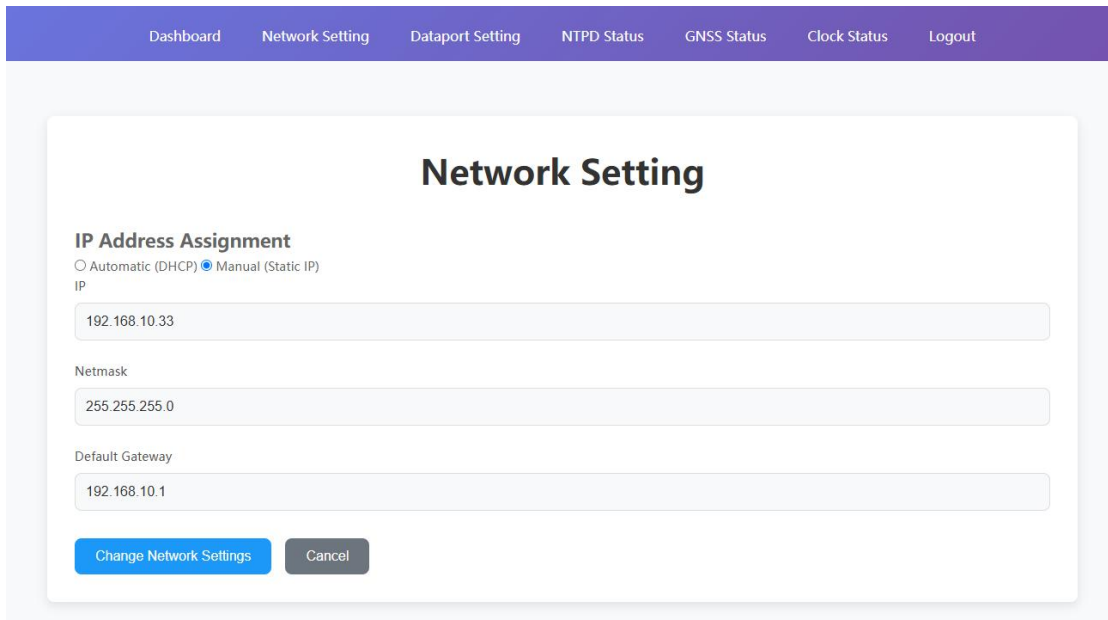 Dashboard Network Setting Dataport Setting NTPD Status GNSS Status Clock Status Logout
Network Setting
IP Address Assignment
Automatic (DHCP) Manual (Static IP)
IP
192.168.10.33
Netmask
255.255.255.0
Default Gateway
192.168.10.1
Change Network Settings Cancel